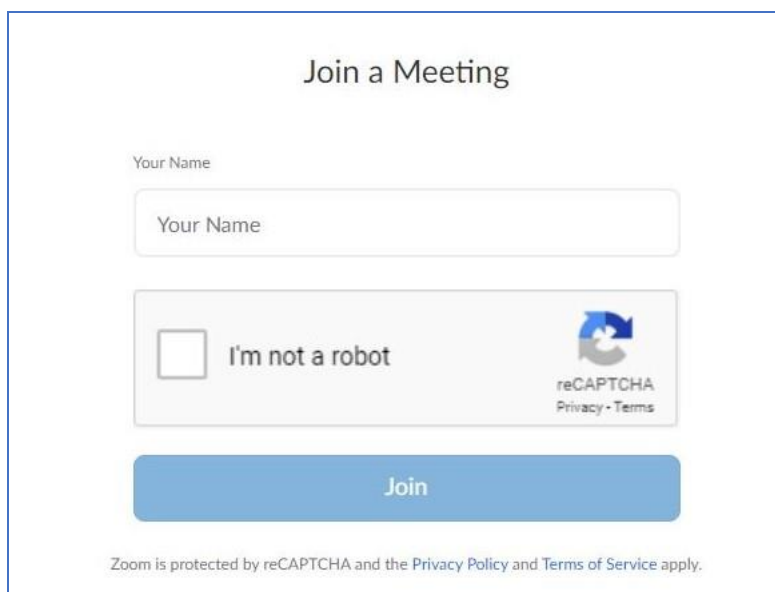 Join a Meeting
Your Name
Your Name
I'm not a robot
reCAPTCHA
Privacy - Terms
Join
Zoom is protected by reCAPTCHA and the Privacy Policy and Terms of Service apply.